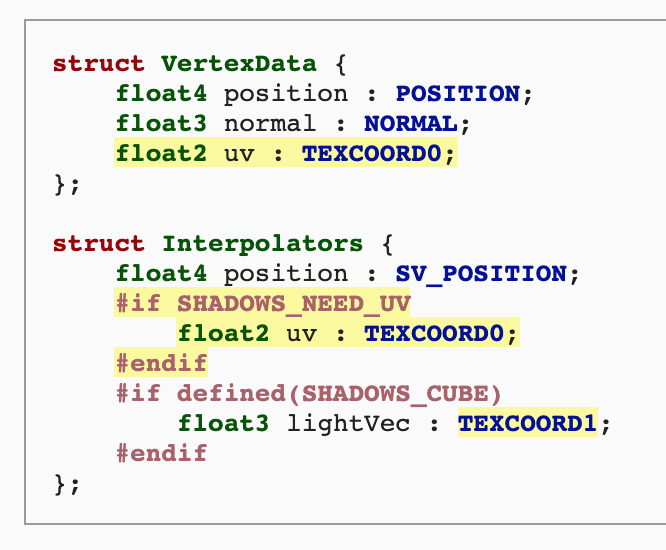 struct VertexData {
    float4 position : POSITION;
    float3 normal : NORMAL;
    float2 uv : TEXCOORD0;
};

struct Interpolators {
    float4 position : SV_POSITION;
    #if SHADOWS_NEED_UV
        float2 uv : TEXCOORD0;
    #endif
    #if defined(SHADOWS_CUBE)
        float3 lightVec : TEXCOORD1;
    #endif
};